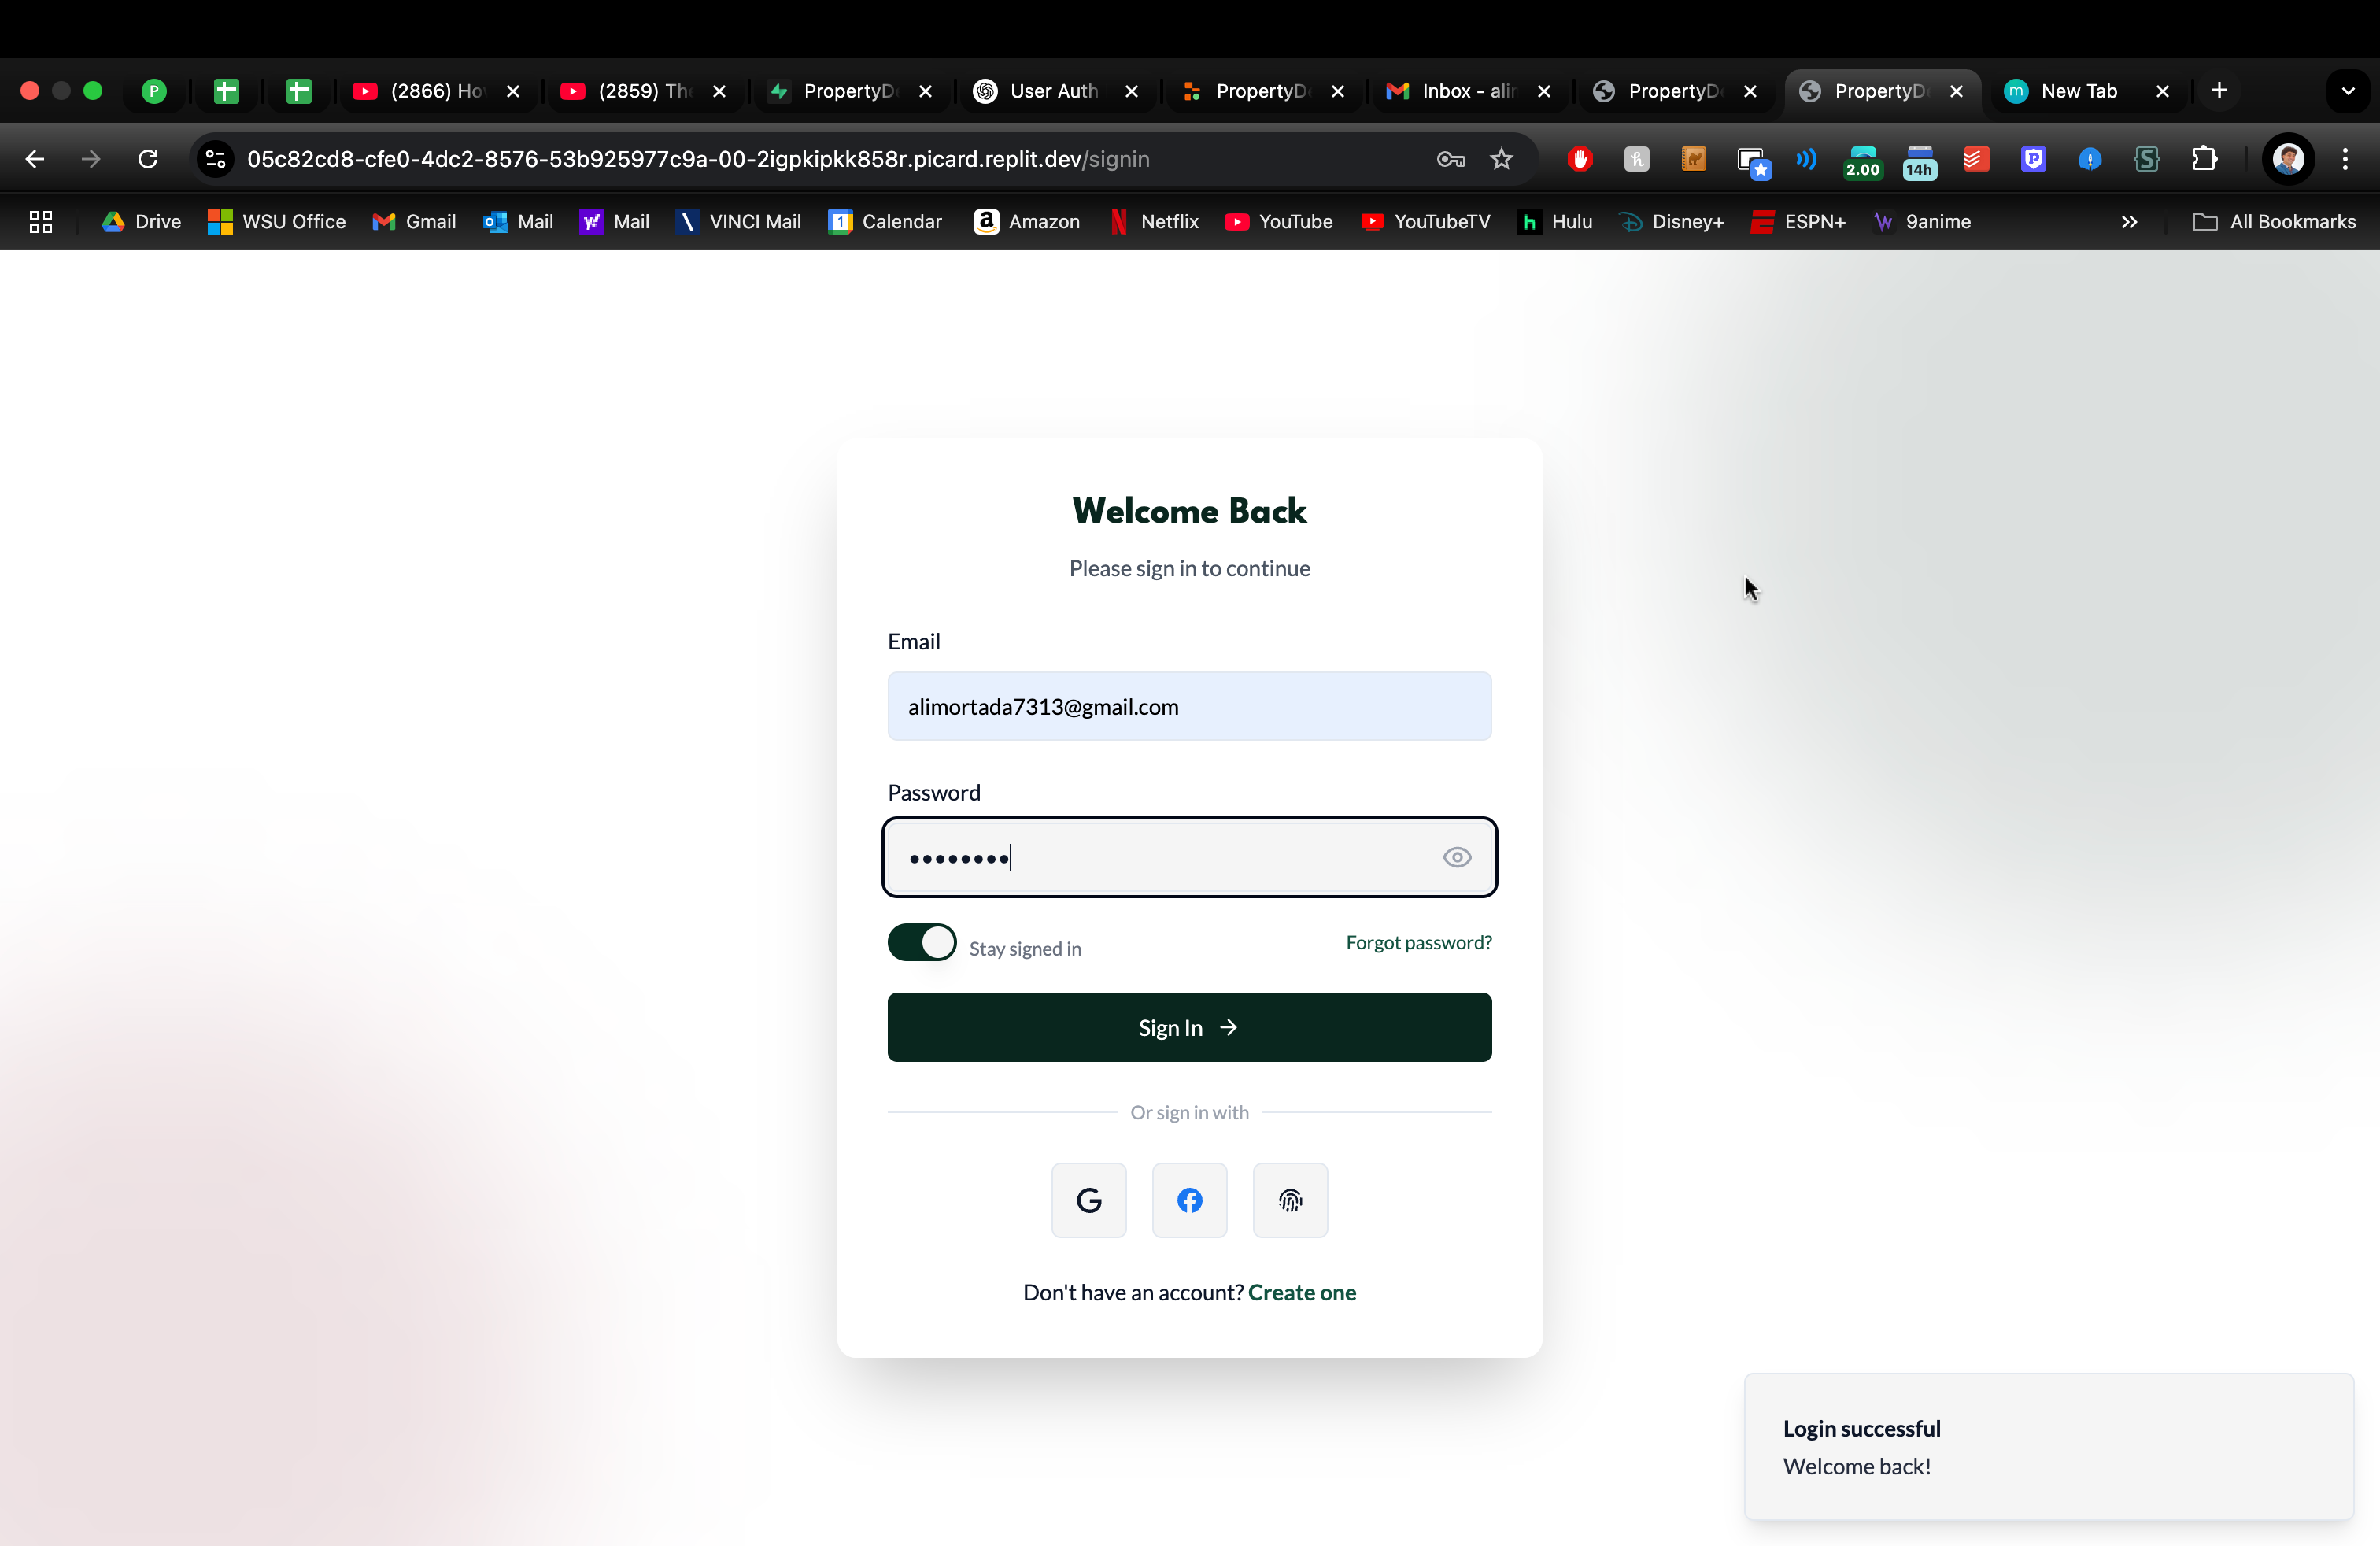 P
(2866) Ho
(2859) The
PropertyD
User Auth
PropertyD
Inbox - ali
PropertyD
PropertyD
m
New Tab
05c82cd8-cfe0-4dc2-8576-53b925977c9a-00-2igpkipkk858r.picard.replit.dev/signin
2.00
14h
Drive
WSU Office
Gmail
Mail
Mail
VINCI Mail
Calendar
Amazon
Netflix
YouTube
YouTubeTV
Hulu
Disney+
ESPN+
9anime
All Bookmarks
Welcome Back
Please sign in to continue
Email
alimortada7313@gmail.com
Password
Stay signed in
Forgot password?
Sign In
Or sign in with
Don't have an account? Create one
Login successful
Welcome back!